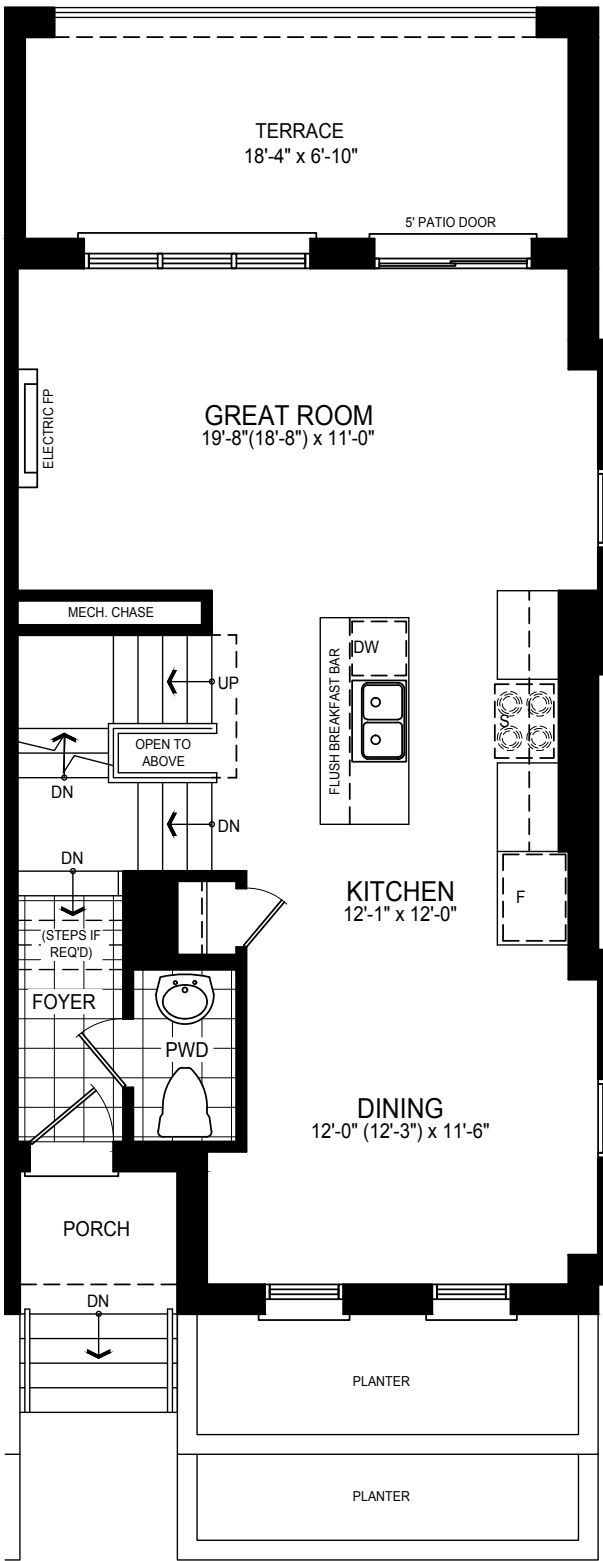 TERRACE
18'-4" x 6'-10"
5' PATIO DOOR
ELECTRIC FP
GREAT ROOM
19'-8"(18'-8") x 11'-0"
MECH. CHASE
UP
OPEN TO
ABOVE
DN
DN
FLUSH BREAKFAST BAR
DW
S
DN
(STEPS IF
REQ'D)
FOYER
KITCHEN
12'-1" x 12'-0"
F
PWD
DINING
12'-0" (12'-3") x 11'-6"
PORCH
DN
PLANTER
PLANTER